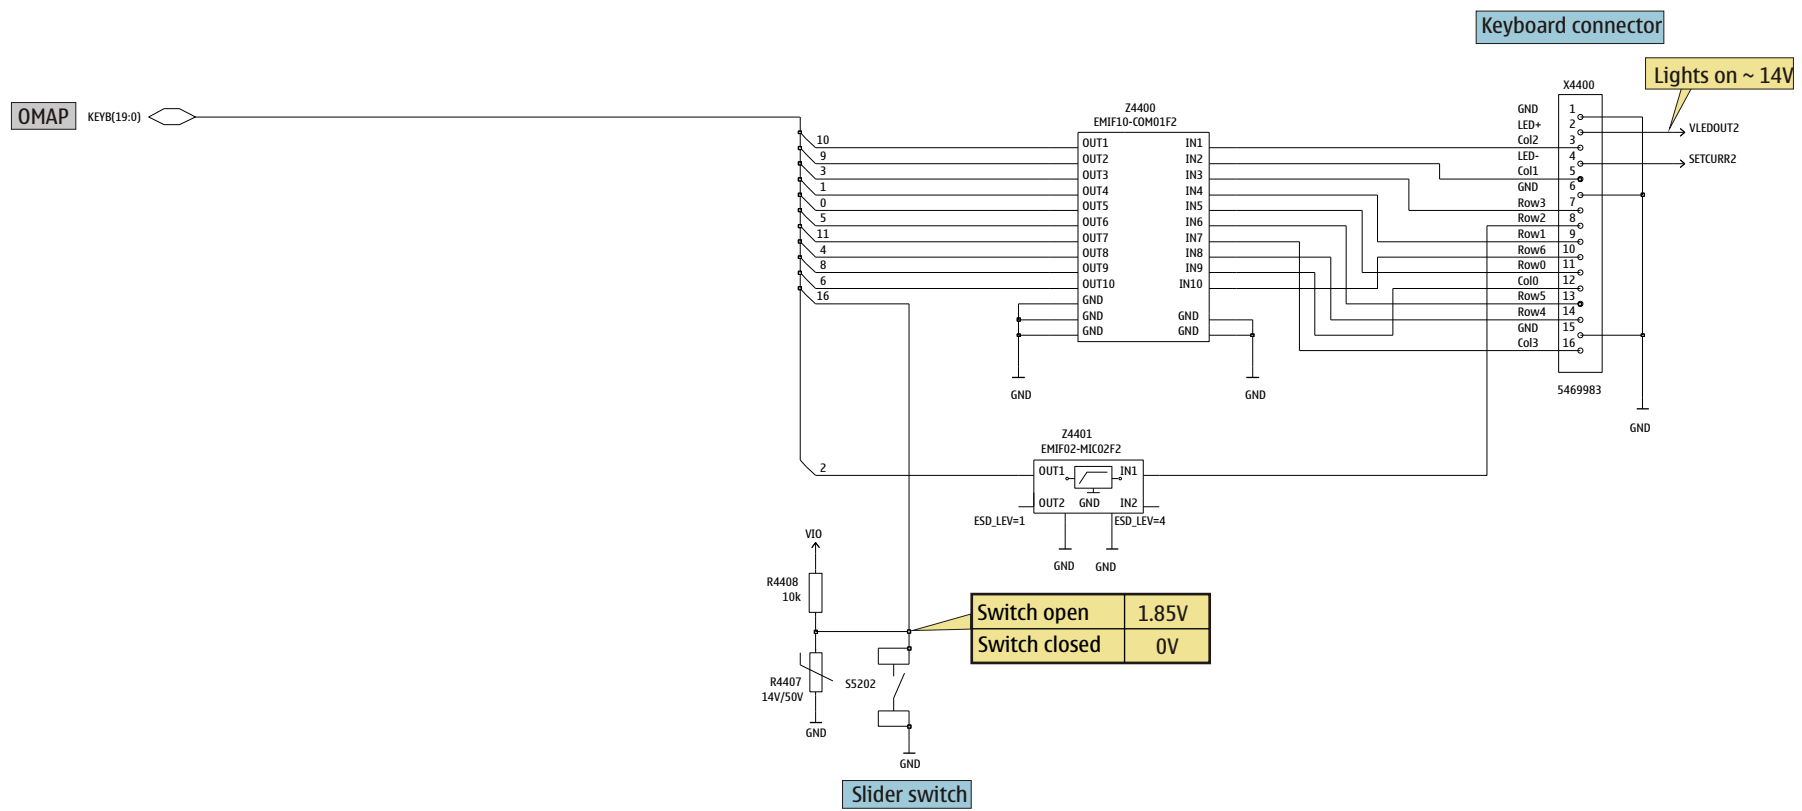 Keyboard connector
Lights on ~ 14V
OMAP
KEYB(19:0)
Z4400
EMIF10-COM01F2
X4400
10
9
3
1
0
5
11
4
8
6
16
OUT1 IN1
OUT2 IN2
OUT3 IN3
OUT4 IN4
OUT5 IN5
OUT6 IN6
OUT7 IN7
OUT8 IN8
OUT9 IN9
OUT10 IN10
GND
GND GND
GND GND
GND
GND
GND 1
LED+ 2
Col2 3
LED- 4
Col1 5
GND 6
Row3 7
Row2 8
Row1 9
Row6 10
Row0 11
Col0 12
Row5 13
Row4 14
GND 15
Col3 16
VLEDOUT2
SETCURR2
5469983
GND
Z4401
EMIF02-MIC02F2
2
OUT1 IN1
OUT2 GND IN2
ESD_LEV=1 ESD_LEV=4
GND GND
VIO
R4408
10k
Switch open 1.85V
Switch closed 0V
R4407
14V/50V
S5202
GND
GND
Slider switch